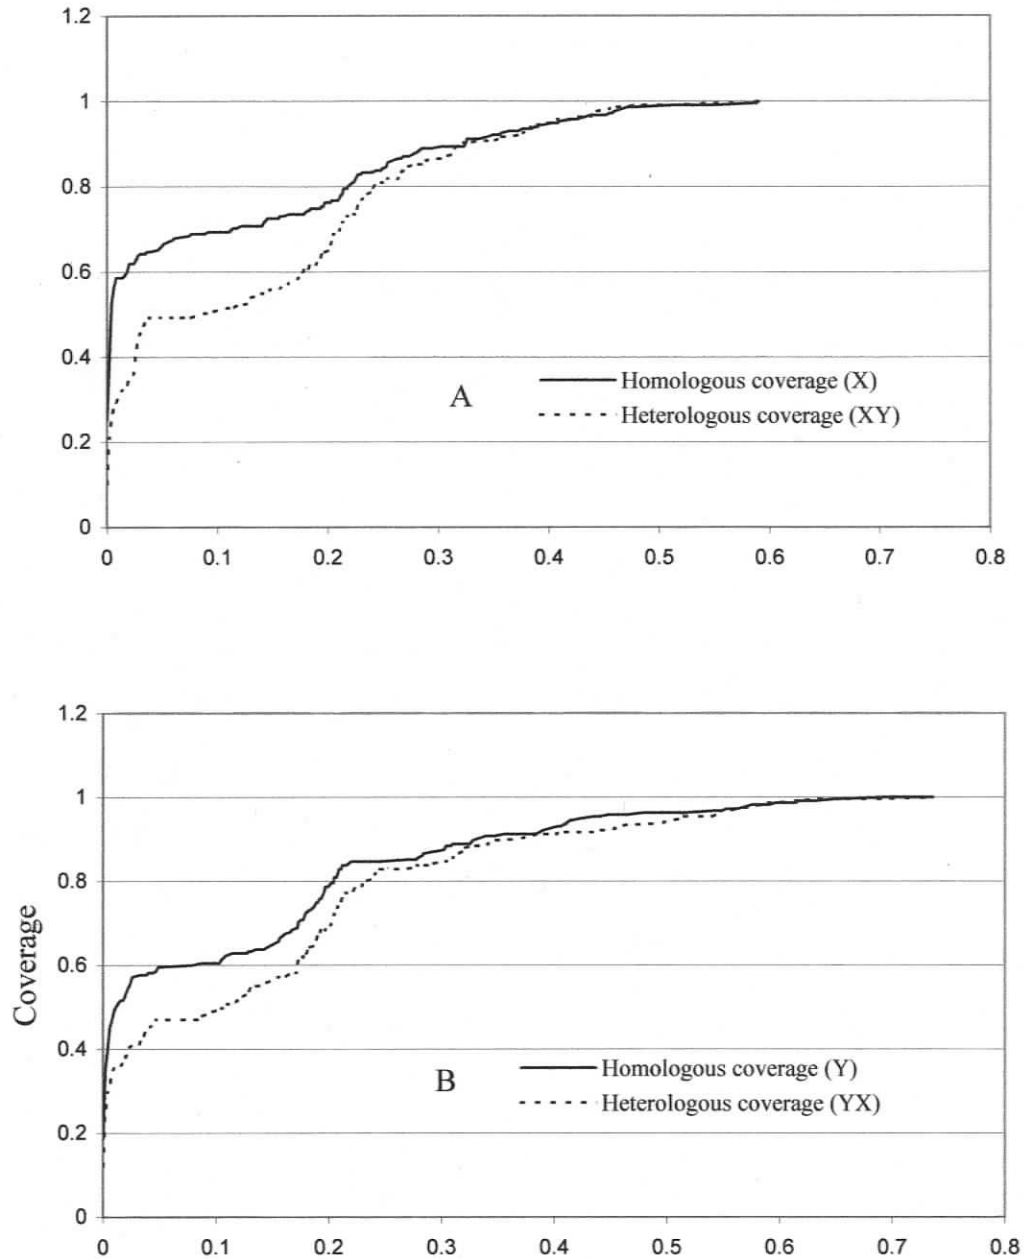 1.2
1
0.8
0.6
0.4
0.2
0
A
Homologous coverage (X)
Heterologous coverage (XY)
0 0.1 0.2 0.3 0.4 0.5 0.6 0.7 0.8
1.2
1
0.8
0.6
0.4
0.2
0
Coverage
B
Homologous coverage (Y)
Heterologous coverage (YX)
0 0.1 0.2 0.3 0.4 0.5 0.6 0.7 0.8